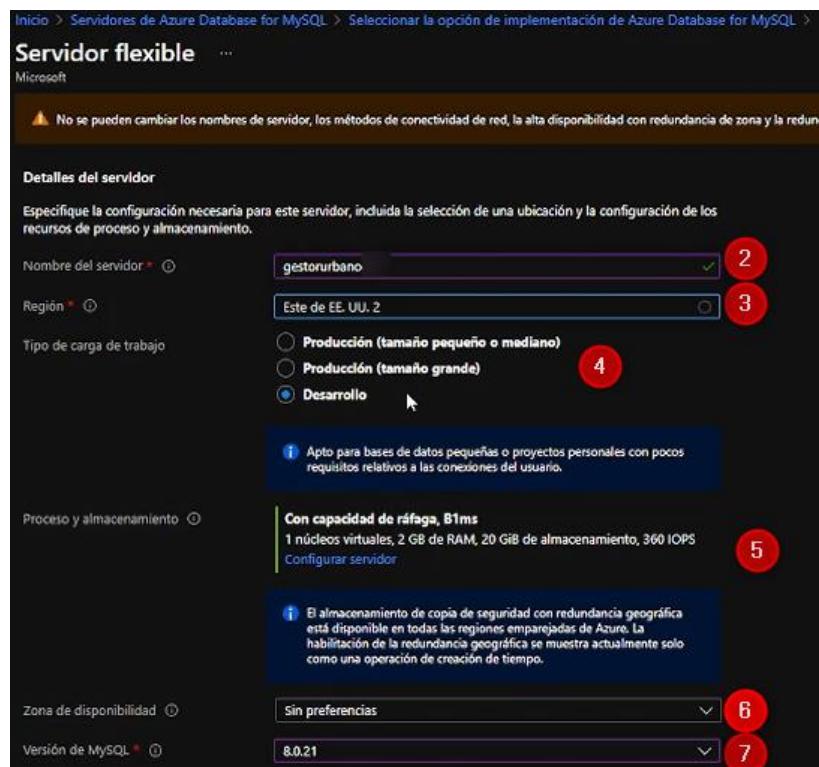 Inicio > Servidores de Azure Database for MySQL > Seleccionar la opción de implementación de Azure Database for MySQL >
Servidor flexible ...
Microsoft
No se pueden cambiar los nombres de servidor, los métodos de conectividad de red, la alta disponibilidad con redundancia de zona y la redun
Detalles del servidor
Especifique la configuración necesaria para este servidor, incluida la selección de una ubicación y la configuración de los
recursos de proceso y almacenamiento.
Nombre del servidor * gestorurbano 2
Región * Este de EE. UU. 2 3
Tipo de carga de trabajo Producción (tamaño pequeño o mediano)
Producción (tamaño grande) 4
Desarrollo
Apto para bases de datos pequeñas o proyectos personales con pocos
requisitos relativos a las conexiones del usuario.
Proceso y almacenamiento Con capacidad de ráfaga, B1ms
1 núcleos virtuales, 2 GB de RAM, 20 GiB de almacenamiento, 360 IOPS 5
Configurar servidor
El almacenamiento de copia de seguridad con redundancia geográfica
está disponible en todas las regiones emparejadas de Azure. La
habilitación de la redundancia geográfica se muestra actualmente solo
como una operación de creación de tiempo.
Zona de disponibilidad Sin preferencias 6
Versión de MySQL * 8.0.21 7